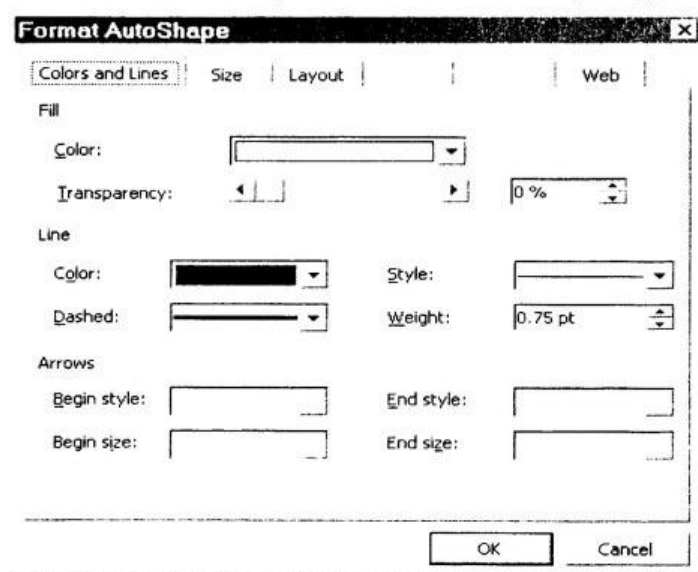 Format AutoShape
Colors and Lines Size Layout Web
Fill
Color:
Transparency: 0 %
Line
Color: Style:
Dashed: Weight: 0.75 pt
Arrows
Begin style: End style:
Begin size: End size:
OK Cancel